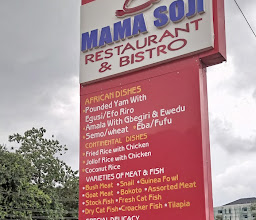 MAMA SOJI
RESTAURANT
& BISTRO
AFRICAN DISHES
•Pounded Yam With
Egusi/Efo Riro
•Amala With Gbegiri & Ewedu
•Semo/wheat •Eba/Fufu
CONTINENTAL DISHES
•Fried Rice with Chicken
•Jollof Rice with Chicken
•Coconut Rice
VARIETIES OF MEAT & FISH
•Bush Meat •Snail •Guinea Fowl
•Goat Meat •Bokoto •Assorted Meat
•Stock Fish •Fresh Cat Fish
•Dry Cat Fish •Croacker Fish •Tilapia
SPECIAL DELICACY